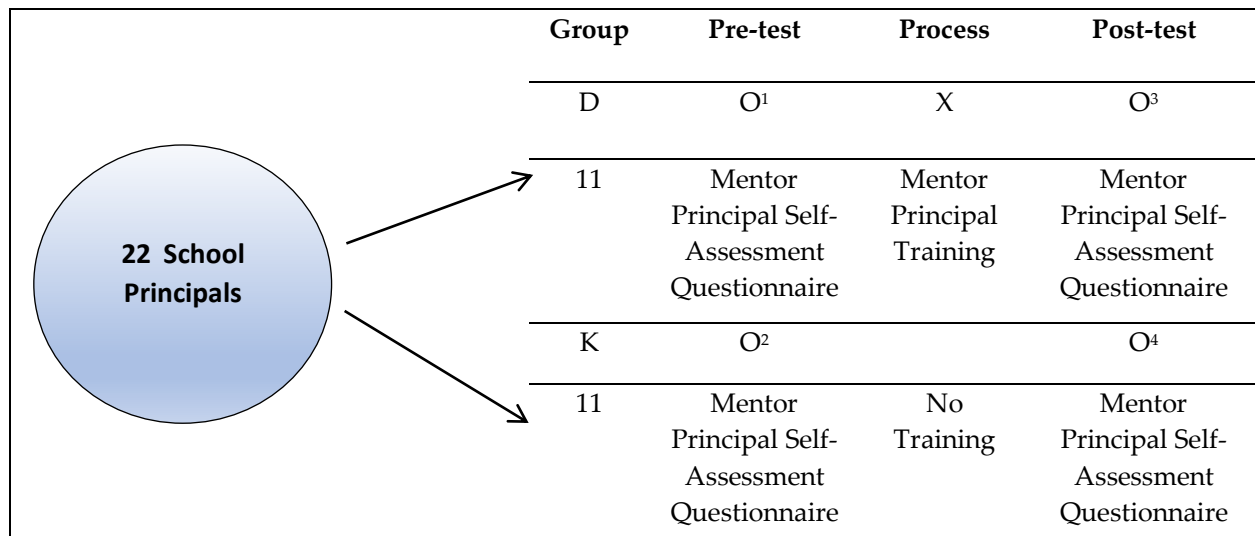 Group Pre-test Process Post-test
D O¹ X O³
22 School
Principals
11 Mentor Mentor Mentor
Principal Self- Principal Principal Self-
Assessment Training Assessment
Questionnaire Questionnaire
K O² O⁴
11 Mentor No Mentor
Principal Self- Training Principal Self-
Assessment Assessment
Questionnaire Questionnaire